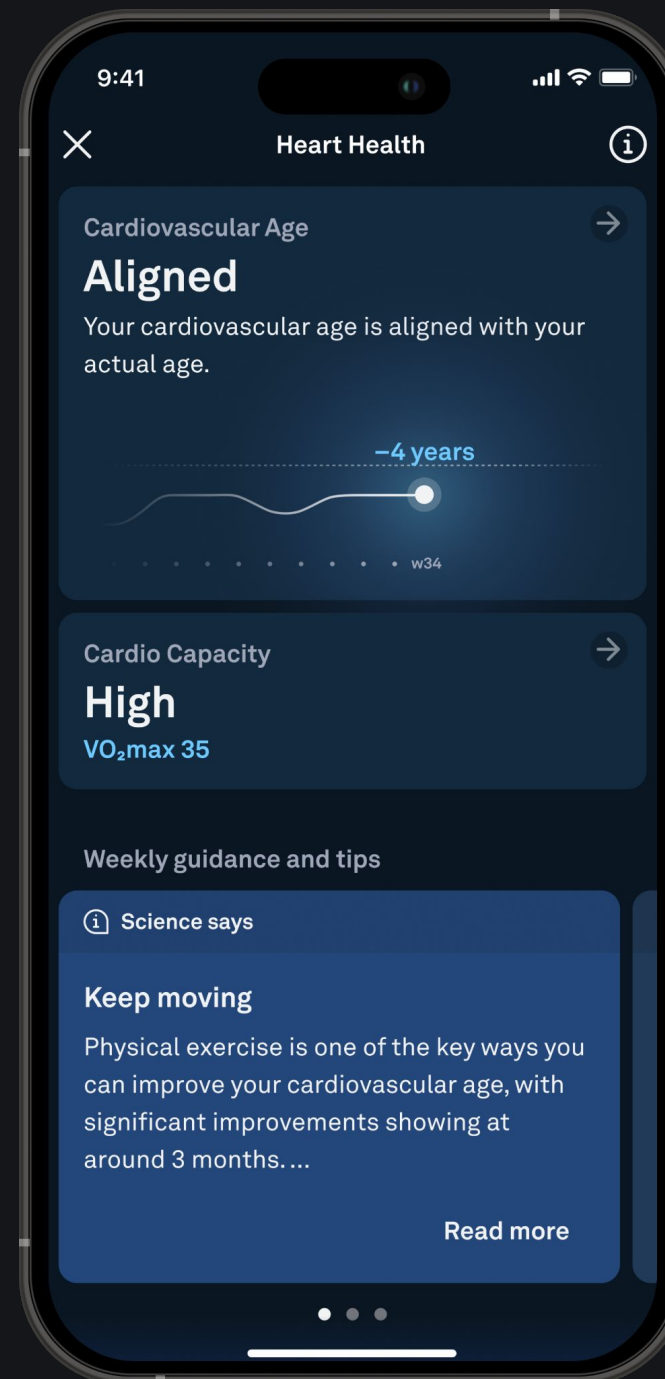 9:41
Heart Health
Cardiovascular Age
Aligned
Your cardiovascular age is aligned with your
actual age.
–4 years
w34
Cardio Capacity
High
VO₂max 35
Weekly guidance and tips
Science says
Keep moving
Physical exercise is one of the key ways you
can improve your cardiovascular age, with
significant improvements showing at
around 3 months. ...
Read more